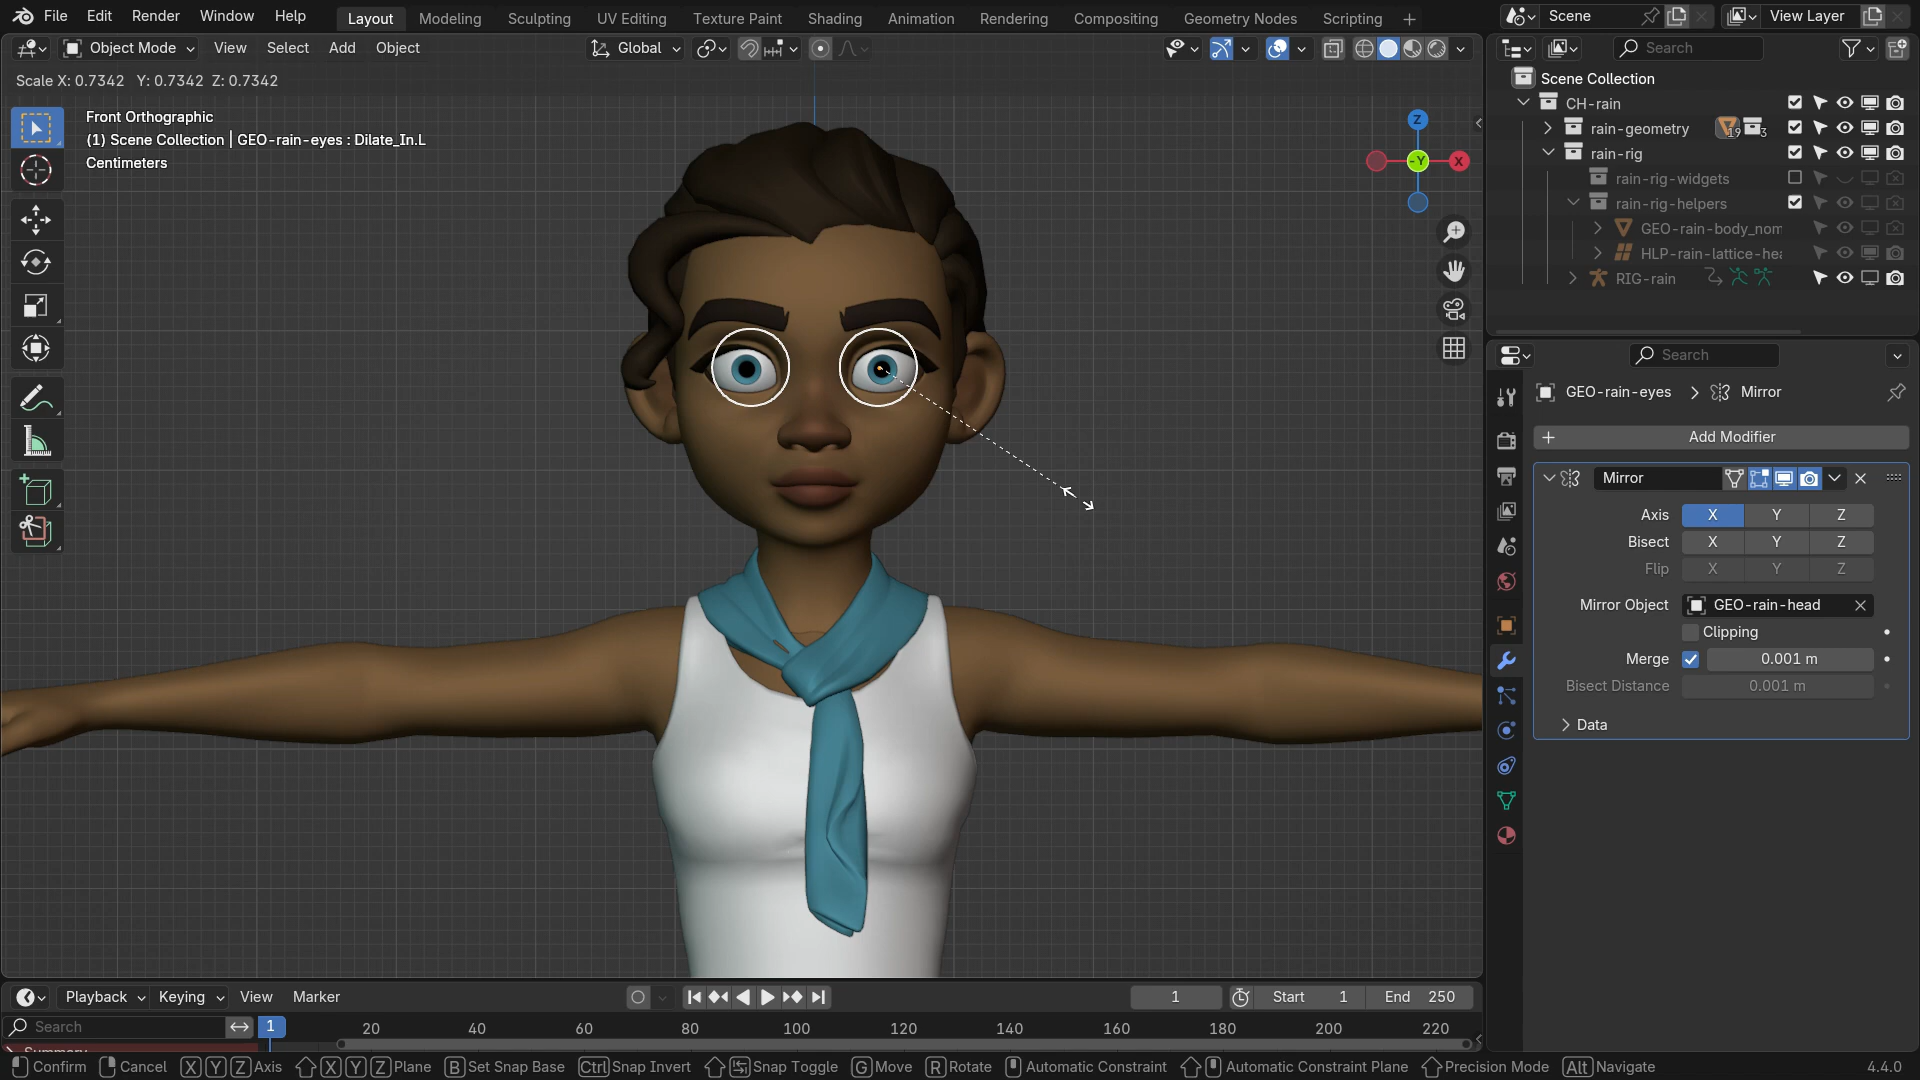 File Edit Render Window Help Layout Modeling Sculpting UV Editing Texture Paint Shading Animation Rendering Compositing Geometry Nodes Scripting + Scene View Layer
Object Mode View Select Add Object Global Search
Scale X: 0.7342 Y: 0.7342 Z: 0.7342
Front Orthographic
(1) Scene Collection | GEO-rain-eyes : Dilate_In.L
Centimeters
Z
-Y
X
Scene Collection
CH-rain
rain-geometry 19 3
rain-rig
rain-rig-widgets
rain-rig-helpers
GEO-rain-body_nom
HLP-rain-lattice-hea
RIG-rain
Search
GEO-rain-eyes > Mirror
+ Add Modifier
Mirror
Axis X Y Z
Bisect X Y Z
Flip X Y Z
Mirror Object GEO-rain-head
Clipping
Merge 0.001 m
Bisect Distance 0.001 m
Data
Playback Keying View Marker 1 Start 1 End 250
Search 1 20 40 60 80 100 120 140 160 180 200 220
Summary
Confirm Cancel X Y Z Axis X Y Z Plane B Set Snap Base Ctrl Snap Invert Snap Toggle G Move R Rotate Automatic Constraint Automatic Constraint Plane Precision Mode Alt Navigate 4.4.0